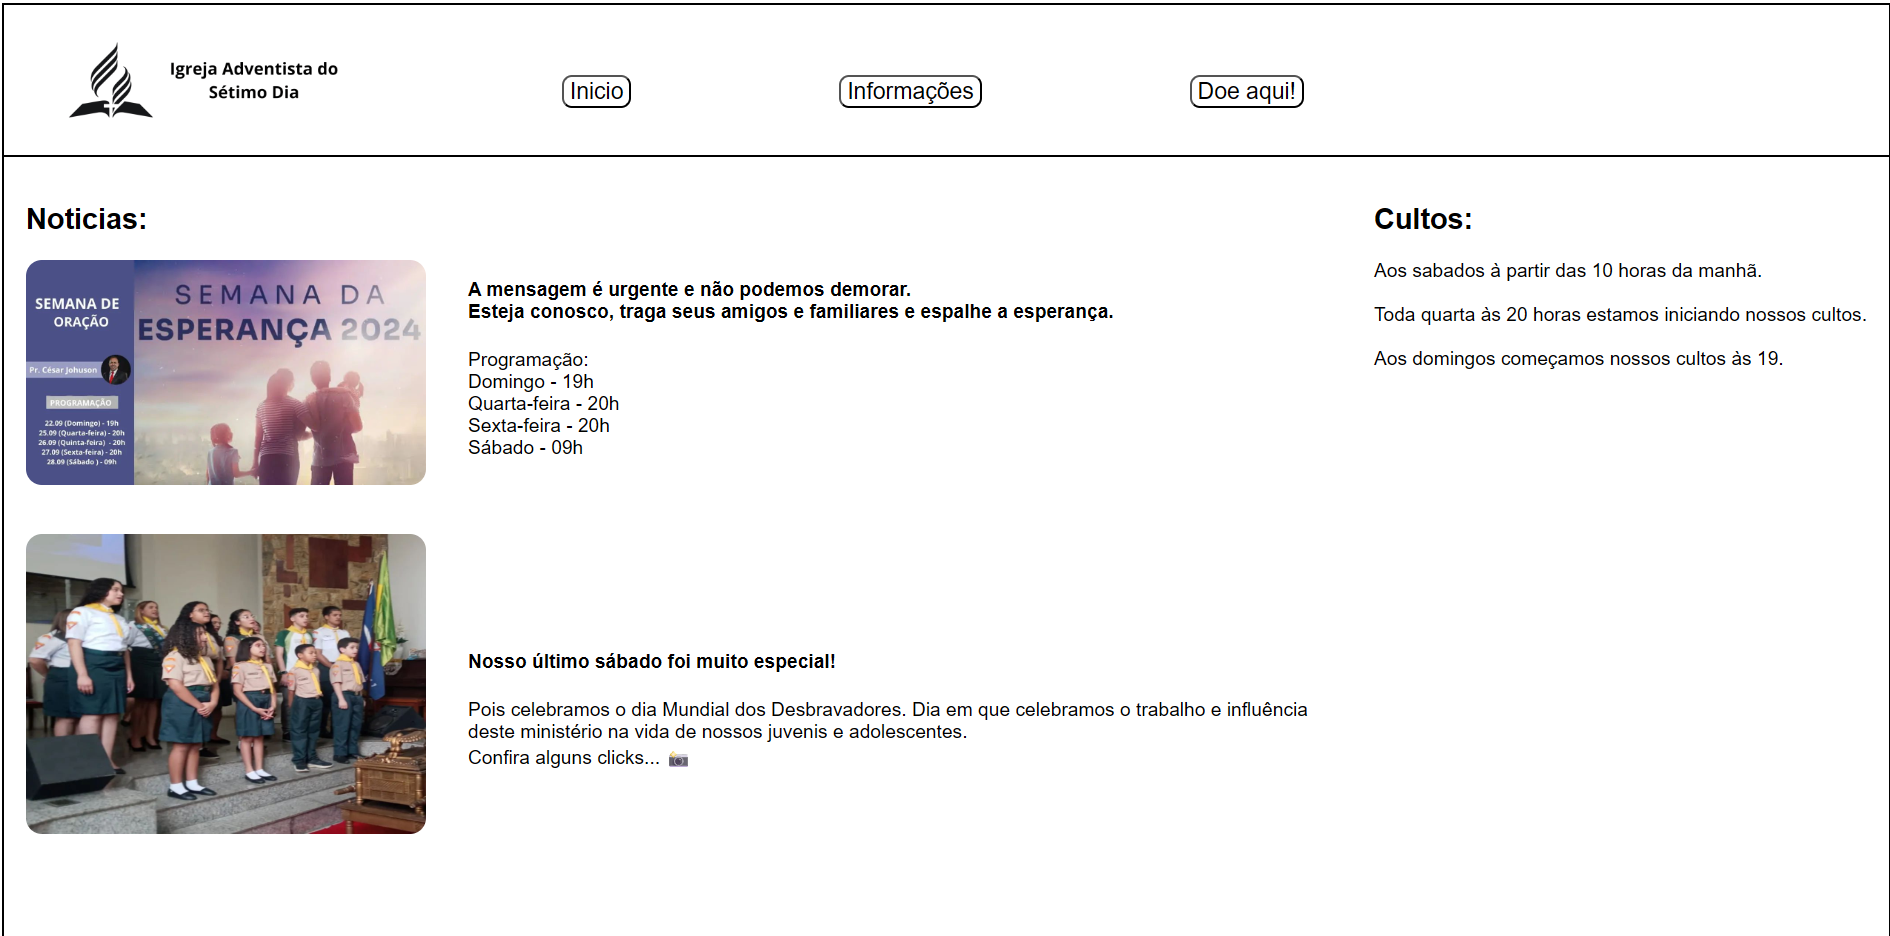 Igreja Adventista do
Sétimo Dia
Inicio
Informações
Doe aqui!
Noticias:
SEMANA DE
ORAÇÃO
Pr. César Johuson
PROGRAMAÇÃO
22.09 (Domingo) - 19h
25.09 (Quarta-feira) - 20h
26.09 (Quinta-feira) - 20h
27.09 (Sexta-feira) - 20h
28.09 (Sábado ) - 09h
SEMANA DA
ESPERANÇA 2024
A mensagem é urgente e não podemos demorar.
Esteja conosco, traga seus amigos e familiares e espalhe a esperança.
Programação:
Domingo - 19h
Quarta-feira - 20h
Sexta-feira - 20h
Sábado - 09h
Nosso último sábado foi muito especial!
Pois celebramos o dia Mundial dos Desbravadores. Dia em que celebramos o trabalho e influência
deste ministério na vida de nossos juvenis e adolescentes.
Confira alguns clicks... 📸
Cultos:
Aos sabados à partir das 10 horas da manhã.
Toda quarta às 20 horas estamos iniciando nossos cultos.
Aos domingos começamos nossos cultos às 19.